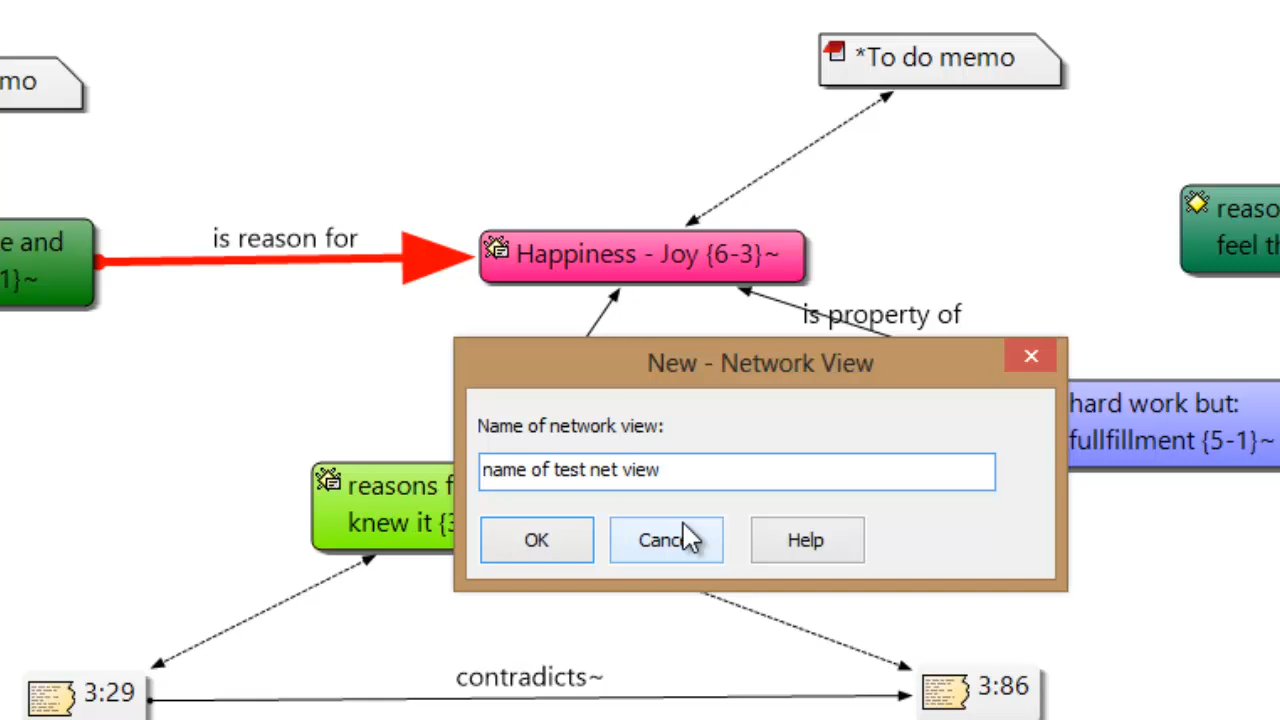 mo
*To do memo
e and
1}~
is reason for
Happiness - Joy {6-3}~
reaso
feel th
is property of
New - Network View
Name of network view:
name of test net view
OK
Cancel
Help
hard work but:
fullfillment {5-1}~
reasons f
knew it {3
3:29
contradicts~
3:86